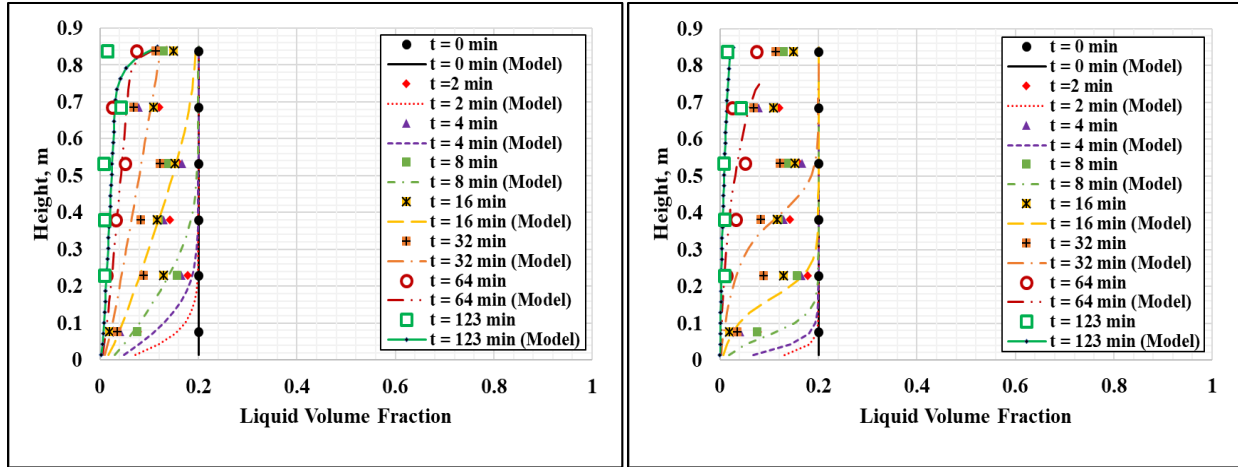 0.9
0.8
0.7
0.6
0.5
0.4
0.3
0.2
0.1
0
Height, m
0
0.2
0.4
0.6
0.8
1
Liquid Volume Fraction
t = 0 min
t = 0 min (Model)
t =2 min
t = 2 min (Model)
t = 4 min
t = 4 min (Model)
t = 8 min
t = 8 min (Model)
t = 16 min
t = 16 min (Model)
t = 32 min
t = 32 min (Model)
t = 64 min
t = 64 min (Model)
t = 123 min
t = 123 min (Model)
0.9
0.8
0.7
0.6
0.5
0.4
0.3
0.2
0.1
0
Height, m
0
0.2
0.4
0.6
0.8
1
Liquid Volume Fraction
t = 0 min
t = 0 min (Model)
t =2 min
t = 2 min (Model)
t = 4 min
t = 4 min (Model)
t = 8 min
t = 8 min (Model)
t = 16 min
t = 16 min (Model)
t = 32 min
t = 32 min (Model)
t = 64 min
t = 64 min (Model)
t = 123 min
t = 123 min (Model)